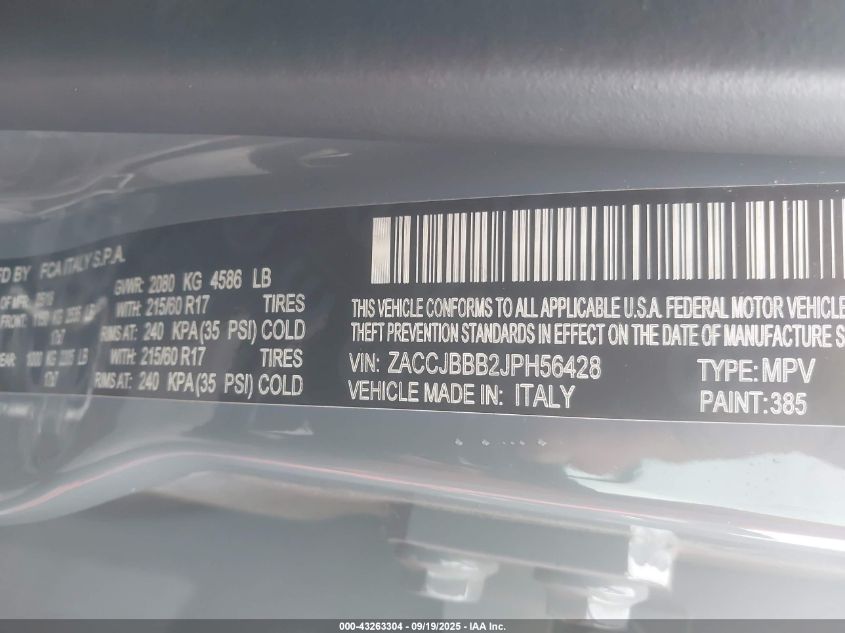 FD BY FCA ITALY S.P.A.
GVWR: 2080 KG 4586 LB
WITH: 215/60 R17 TIRES
RIMS AT: 240 KPA (35 PSI) COLD
WITH: 215/60 R17 TIRES
RIMS AT: 240 KPA (35 PSI) COLD
THIS VEHICLE CONFORMS TO ALL APPLICABLE U.S.A. FEDERAL MOTOR VEHICLE
THEFT PREVENTION STANDARDS IN EFFECT ON THE DATE OF MANUFACTURE S
VIN: ZACCJBBB2JPH56428 TYPE: MPV
VEHICLE MADE IN: ITALY PAINT: 385
000-43263304 - 09/19/2025 - IAA Inc.